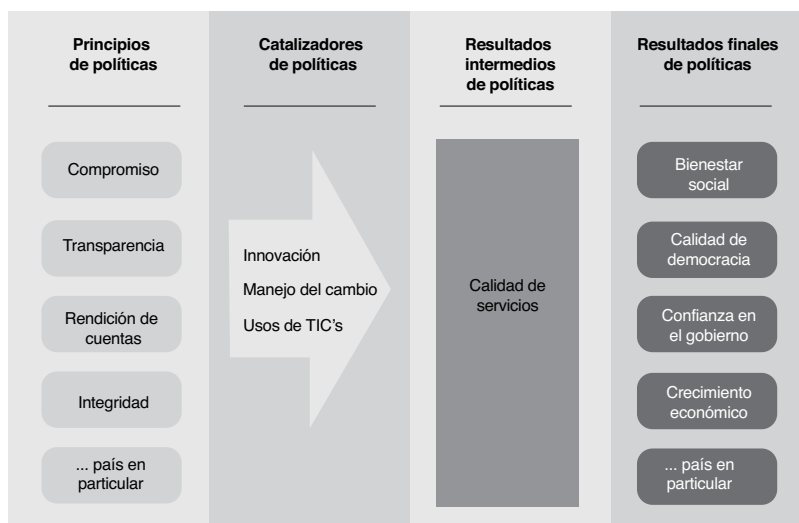 Principios
de políticas
Compromiso
Transparencia
Rendición de
cuentas
Integridad
... país en
particular
Catalizadores
de políticas
Innovación
Manejo del cambio
Usos de TIC's
Resultados
intermedios
de políticas
Calidad de
servicios
Resultados finales
de políticas
Bienestar
social
Calidad de
democracia
Confianza en
el gobierno
Crecimiento
económico
... país en
particular